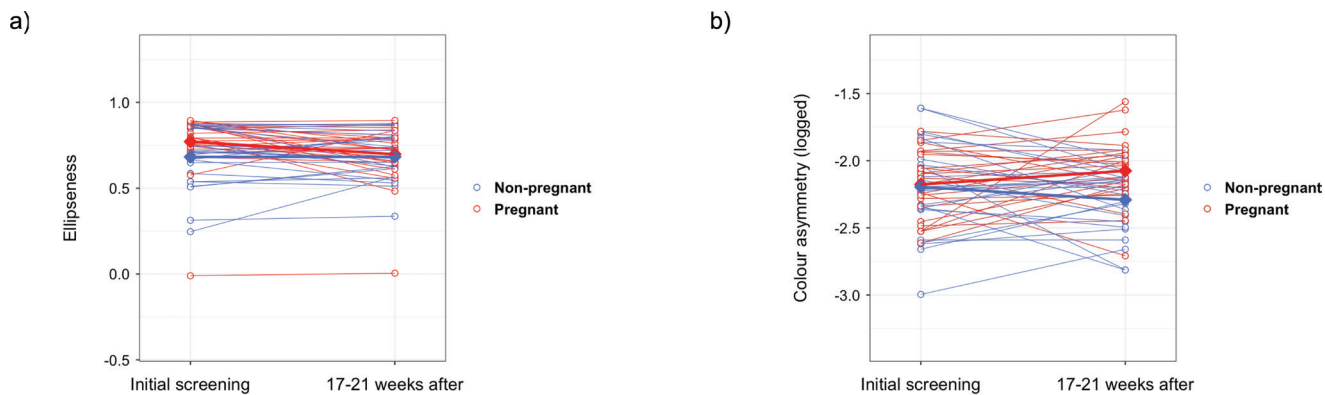 a)
Ellipseness
1.0
0.5
0.0
-0.5
Initial screening
17-21 weeks after
Non-pregnant
Pregnant
b)
Colour asymmetry (logged)
-1.5
-2.0
-2.5
-3.0
Initial screening
17-21 weeks after
Non-pregnant
Pregnant